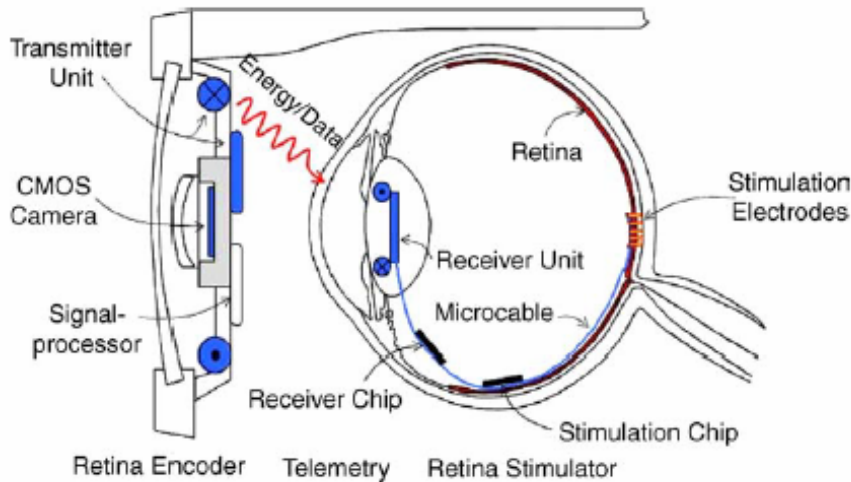 Transmitter
Unit
Energy/Data
Retina
CMOS
Camera
Stimulation
Electrodes
Receiver Unit
Microcable
Signal-
processor
Receiver Chip
Stimulation Chip
Retina Encoder
Telemetry
Retina Stimulator